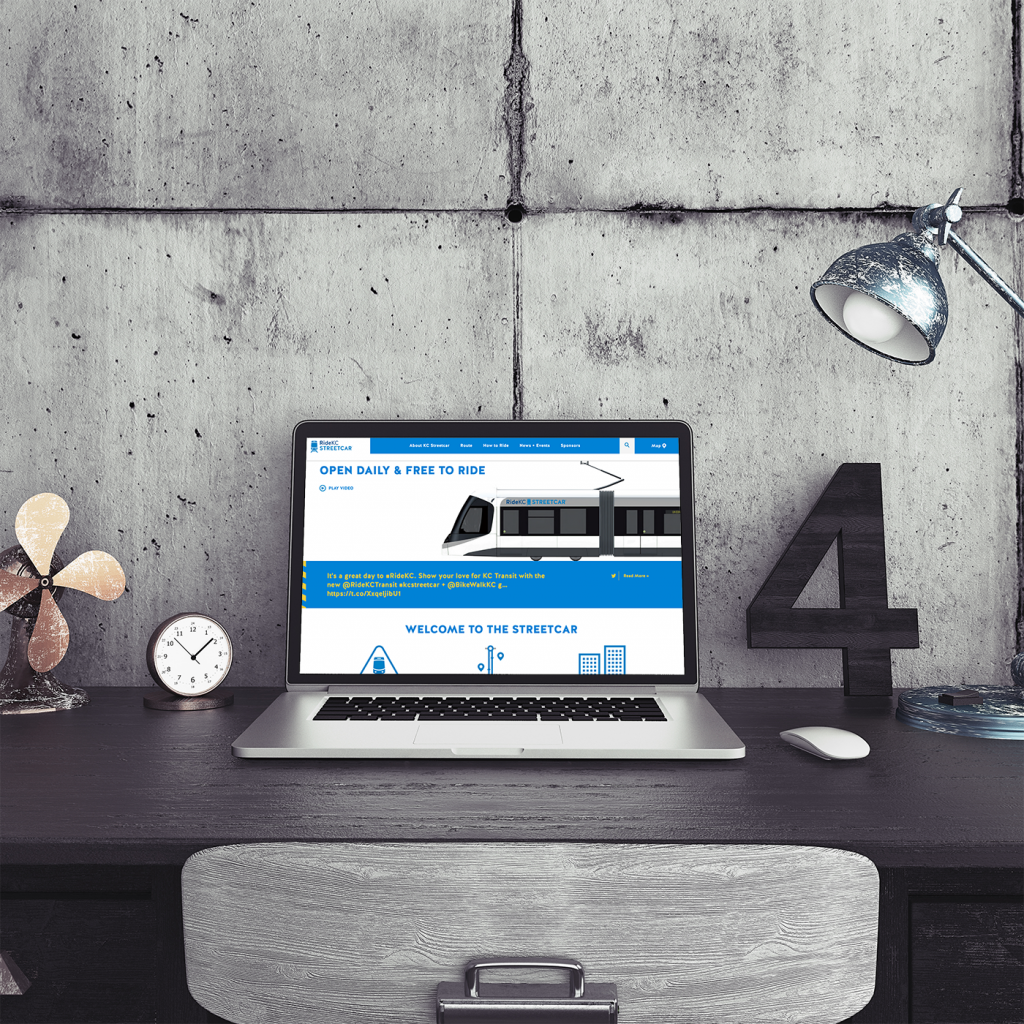 RideKC
STREETCAR
About KC Streetcar Route How to Ride News + Events Sponsors Map
OPEN DAILY & FREE TO RIDE
PLAY VIDEO
RideKC STREETCAR
It's a great day to #RideKC. Show your love for KC Transit with the
new @RideKCTransit #kcstreetcar + @BikeWalkKC g...
https://t.co/XxqeljibU1
Read More »
WELCOME TO THE STREETCAR
12
11 1
10 2
9 3
8 4
7 5
6
4